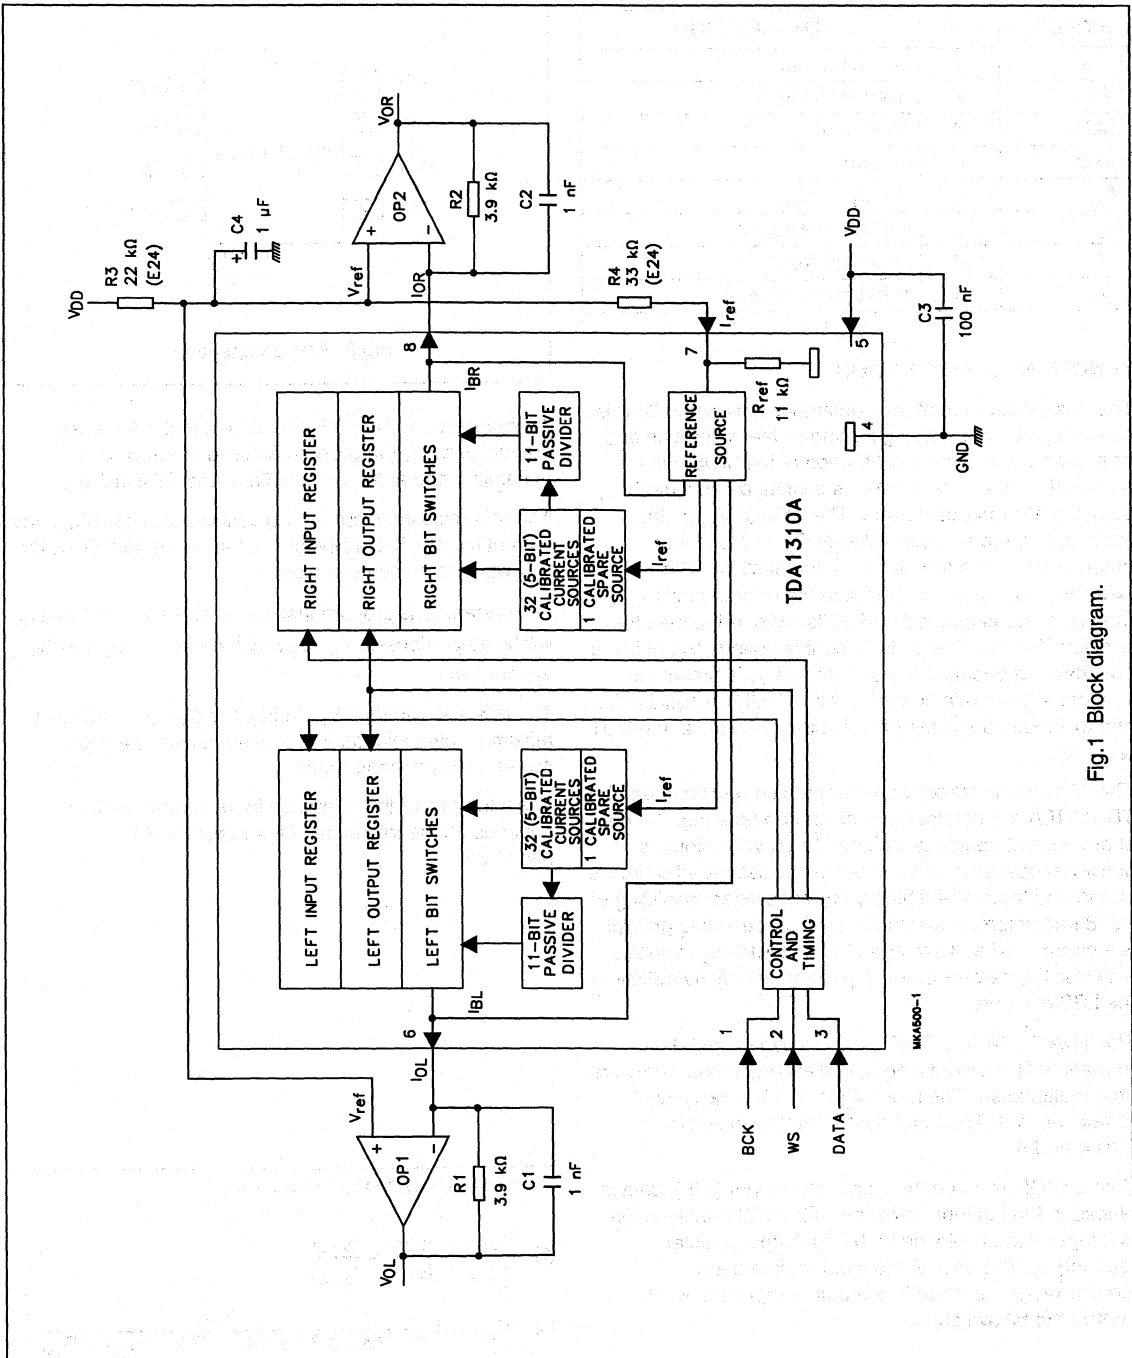 VDD
R3
22 kΩ
(E24)
C4
1 µF
+
Vref
IOR
OP2
+
−
VOR
R2
3.9 kΩ
C2
1 nF
R4
33 kΩ
(E24)
Iref
VDD
C3
100 nF
GND
8
7
5
4
IBR
RIGHT INPUT REGISTER
RIGHT OUTPUT REGISTER
RIGHT BIT SWITCHES
11-BIT
PASSIVE
DIVIDER
32 (5-BIT)
CALIBRATED
CURRENT
SOURCES
1 CALIBRATED
SPARE
SOURCE
Iref
REFERENCE
SOURCE
Rref
11 kΩ
TDA1310A
LEFT INPUT REGISTER
LEFT OUTPUT REGISTER
LEFT BIT SWITCHES
32 (5-BIT)
CALIBRATED
CURRENT
SOURCES
1 CALIBRATED
SPARE
SOURCE
Iref
11-BIT
PASSIVE
DIVIDER
IBL
6
IOL
Vref
+
−
OP1
VOL
R1
3.9 kΩ
C1
1 nF
CONTROL
AND
TIMING
1
2
3
BCK
WS
DATA
MKA500-1
Fig.1 Block diagram.